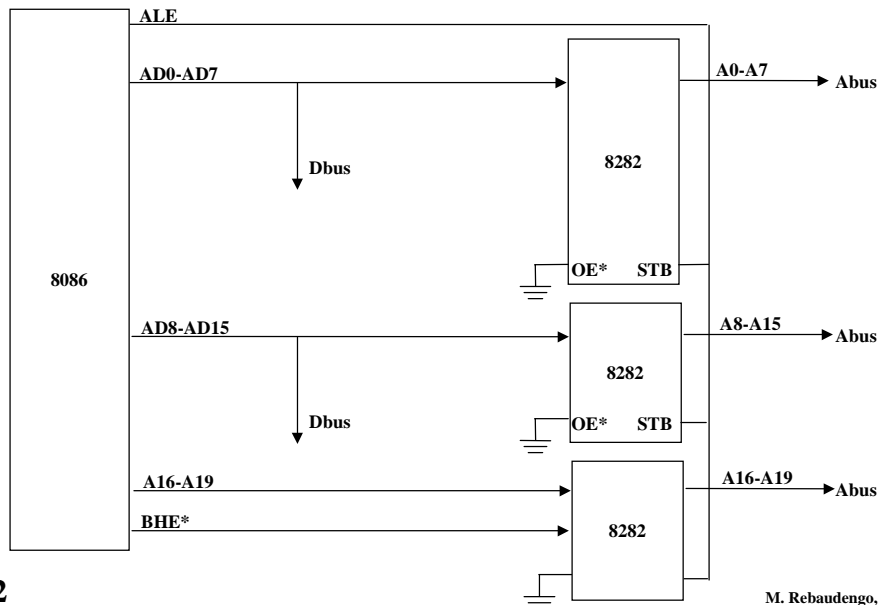 ALE
AD0-AD7
A0-A7
Abus
8282
Dbus
OE* STB
8086
AD8-AD15
A8-A15
Abus
8282
Dbus
OE* STB
A16-A19
A16-A19
Abus
BHE*
8282
2
M. Rebaudengo,